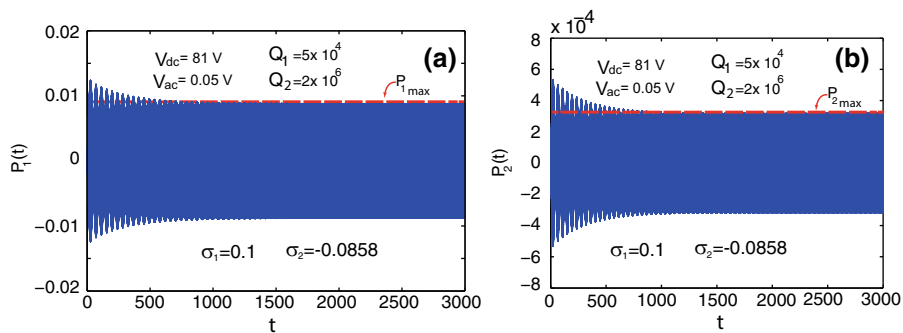 (a)
V_dc= 81 V
V_ac= 0.05 V
Q_1=5x 10^4
Q_2=2x 10^6
P_1max
σ_1=0.1 σ_2=-0.0858
P_1(t)
0.02
0.01
0
−0.01
−0.02
0 500 1000 1500 2000 2500 3000
t
x 10^−4
(b)
V_dc= 81 V
V_ac= 0.05 V
Q_1=5x 10^4
Q_2=2x 10^6
P_2max
σ_1=0.1 σ_2=-0.0858
P_2(t)
8
6
4
2
0
−2
−4
−6
−8
0 500 1000 1500 2000 2500 3000
t